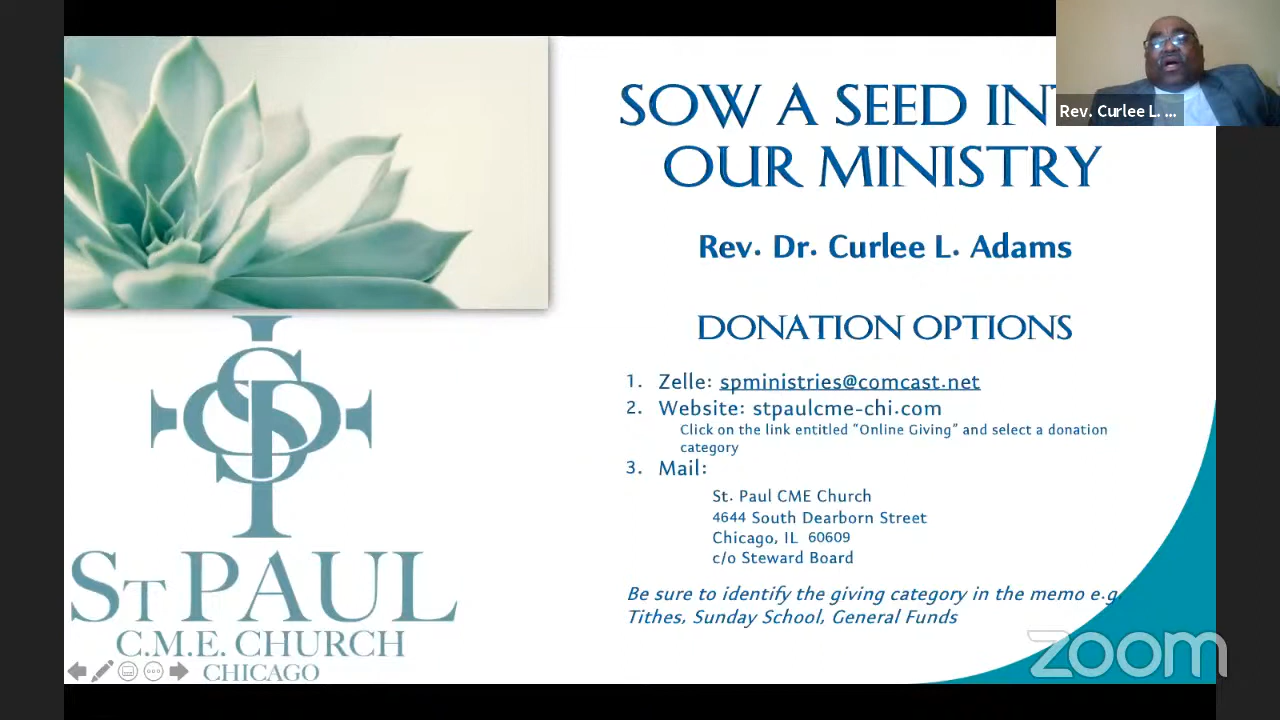 SOW A SEED INT
OUR MINISTRY
Rev. Curlee L. ...
Rev. Dr. Curlee L. Adams
DONATION OPTIONS
1. Zelle: spministries@comcast.net
2. Website: stpaulcme-chi.com
Click on the link entitled “Online Giving” and select a donation
category
3. Mail:
St. Paul CME Church
4644 South Dearborn Street
Chicago, IL 60609
c/o Steward Board
Be sure to identify the giving category in the memo e.g.
Tithes, Sunday School, General Funds
ST PAUL
C.M.E. CHURCH
CHICAGO
zoom